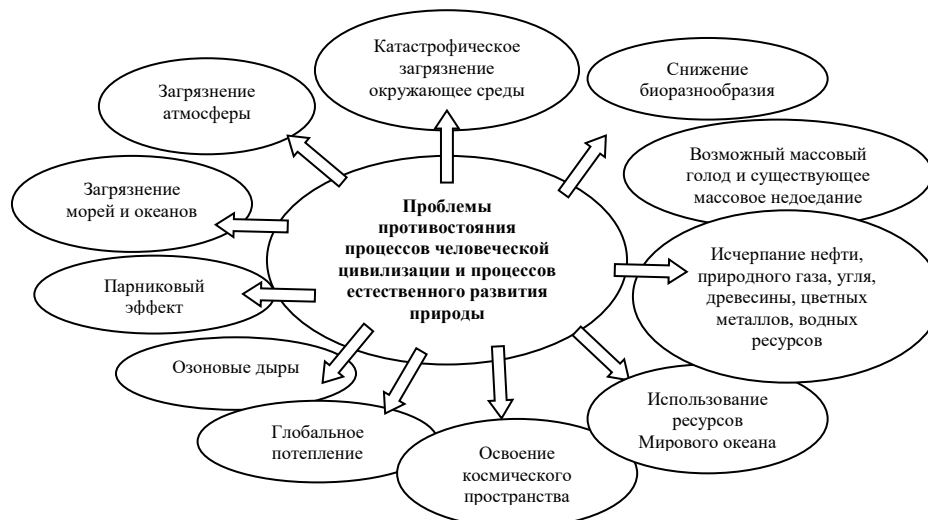 Катастрофическое
загрязнение
окружающее среды
Снижение
биоразнообразия
Загрязнение
атмосферы
Возможный массовый
голод и существующее
массовое недоедание
Загрязнение
морей и океанов
Проблемы
противостояния
процессов человеческой
цивилизации и процессов
естественного развития
природы
Исчерпание нефти,
природного газа, угля,
древесины, цветных
металлов, водных
ресурсов
Парниковый
эффект
Озоновые дыры
Использование
ресурсов
Мирового океана
Глобальное
потепление
Освоение
космического
пространства